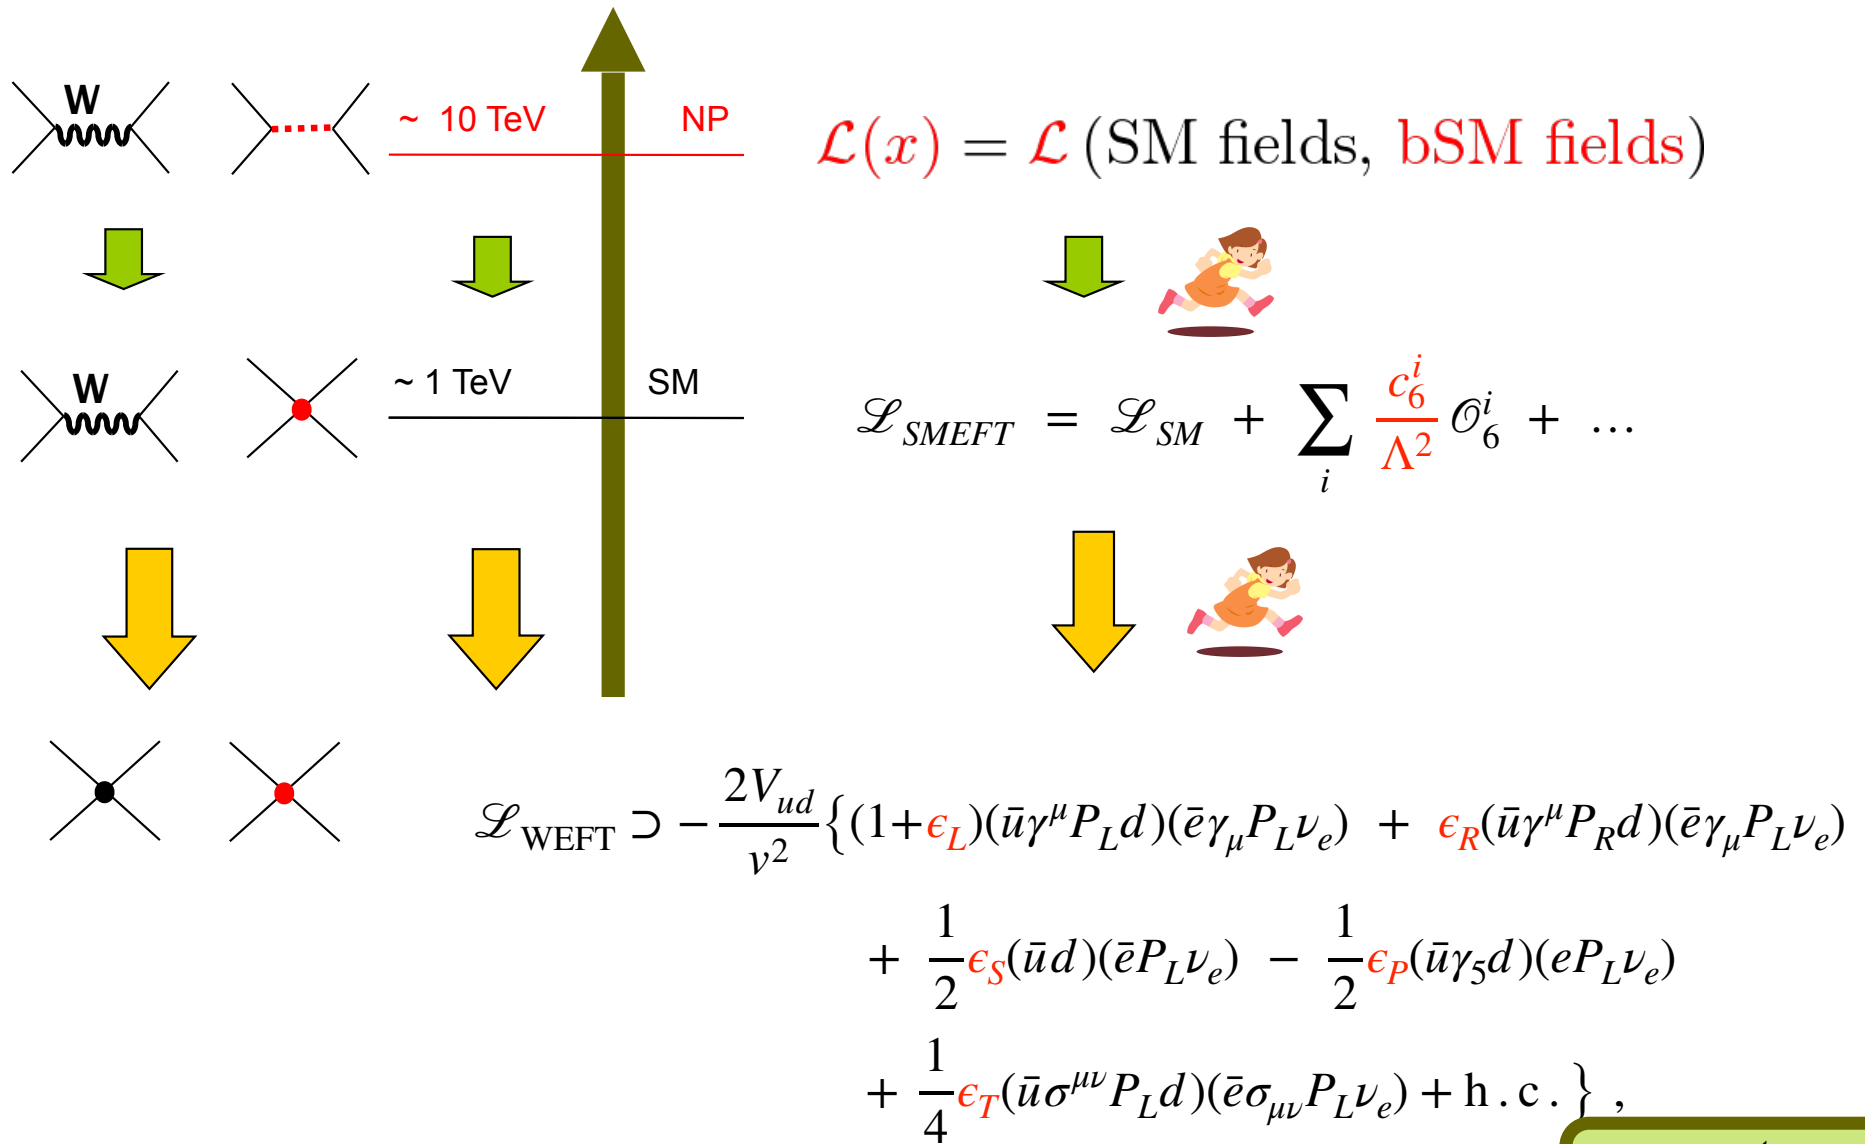 W
~ 10 TeV NP
ℒ(x) = ℒ (SM fields, bSM fields)
W
~ 1 TeV SM
ℒ_SMEFT = ℒ_SM + ∑_i c_6^i/Λ^2 𝒪_6^i + …
ℒ_WEFT ⊃ − 2V_ud/v^2 {(1+ϵ_L)(ūγ^μ P_L d)(ēγ_μ P_L ν_e) + ϵ_R(ūγ^μ P_R d)(ēγ_μ P_L ν_e)
+ 1/2 ϵ_S(ūd)(ēP_L ν_e) − 1/2 ϵ_P(ūγ_5 d)(eP_L ν_e)
+ 1/4 ϵ_T(ūσ^μν P_L d)(ēσ_μν P_L ν_e) + h.c.} ,